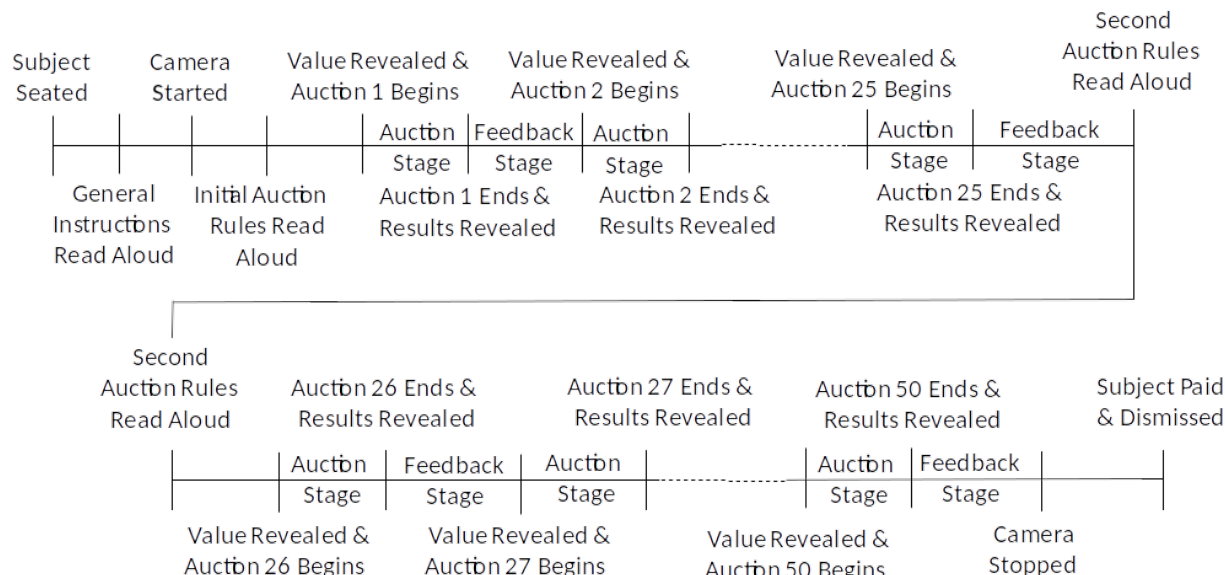 Subject
Seated
Camera
Started
Value Revealed &
Auction 1 Begins
Value Revealed &
Auction 2 Begins
Value Revealed &
Auction 25 Begins
Second
Auction Rules
Read Aloud
Auction
Stage
Feedback
Stage
Auction
Stage
Auction
Stage
Feedback
Stage
General
Instructions
Read Aloud
Initial Auction
Rules Read
Aloud
Auction 1 Ends &
Results Revealed
Auction 2 Ends &
Results Revealed
Auction 25 Ends &
Results Revealed
Second
Auction Rules
Read Aloud
Auction 26 Ends &
Results Revealed
Auction 27 Ends &
Results Revealed
Auction 50 Ends &
Results Revealed
Subject Paid
& Dismissed
Auction
Stage
Feedback
Stage
Auction
Stage
Auction
Stage
Feedback
Stage
Value Revealed &
Auction 26 Begins
Value Revealed &
Auction 27 Begins
Value Revealed &
Auction 50 Begins
Camera
Stopped